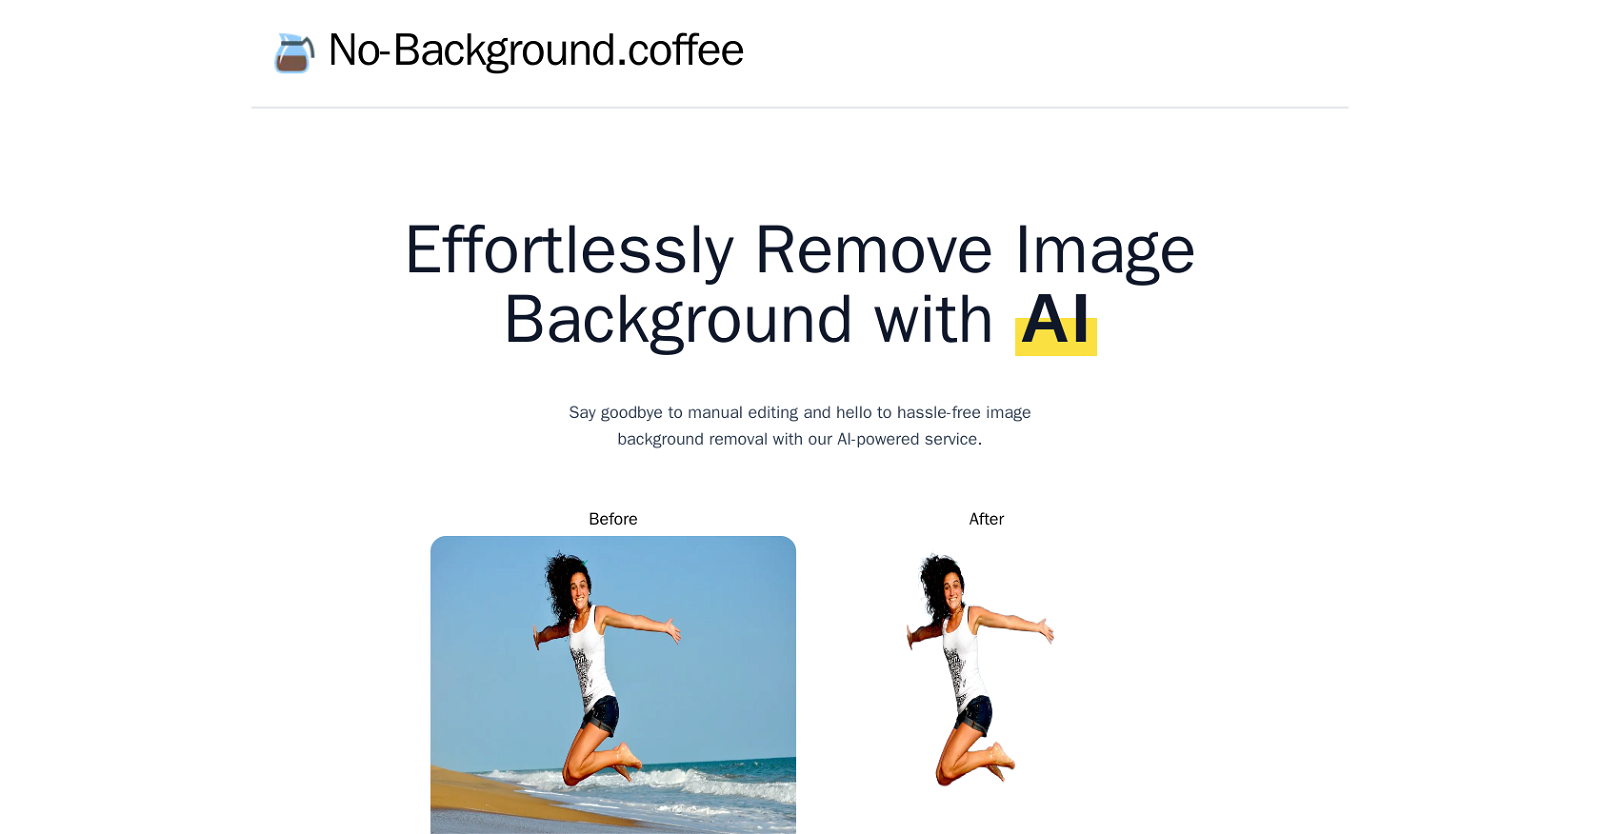 No-Background.coffee
Effortlessly Remove Image
Background with AI
Say goodbye to manual editing and hello to hassle-free image
background removal with our AI-powered service.
Before
After